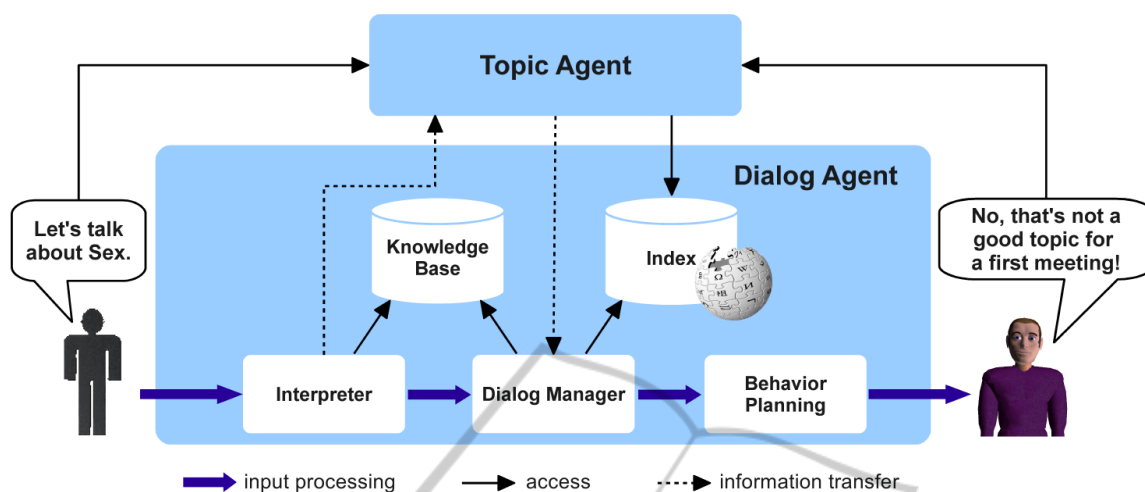 Topic Agent
Dialog Agent
Let's talk
about Sex.
Knowledge
Base
Index
No, that's not a
good topic for
a first meeting!
Interpreter
Dialog Manager
Behavior
Planning
input processing
access
information transfer